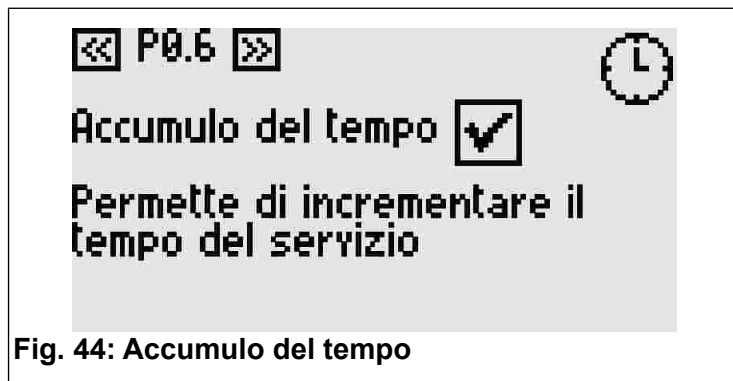 « P0.6 »
Accumulo del tempo
Permette di incrementare il
tempo del servizio
Fig. 44: Accumulo del tempo